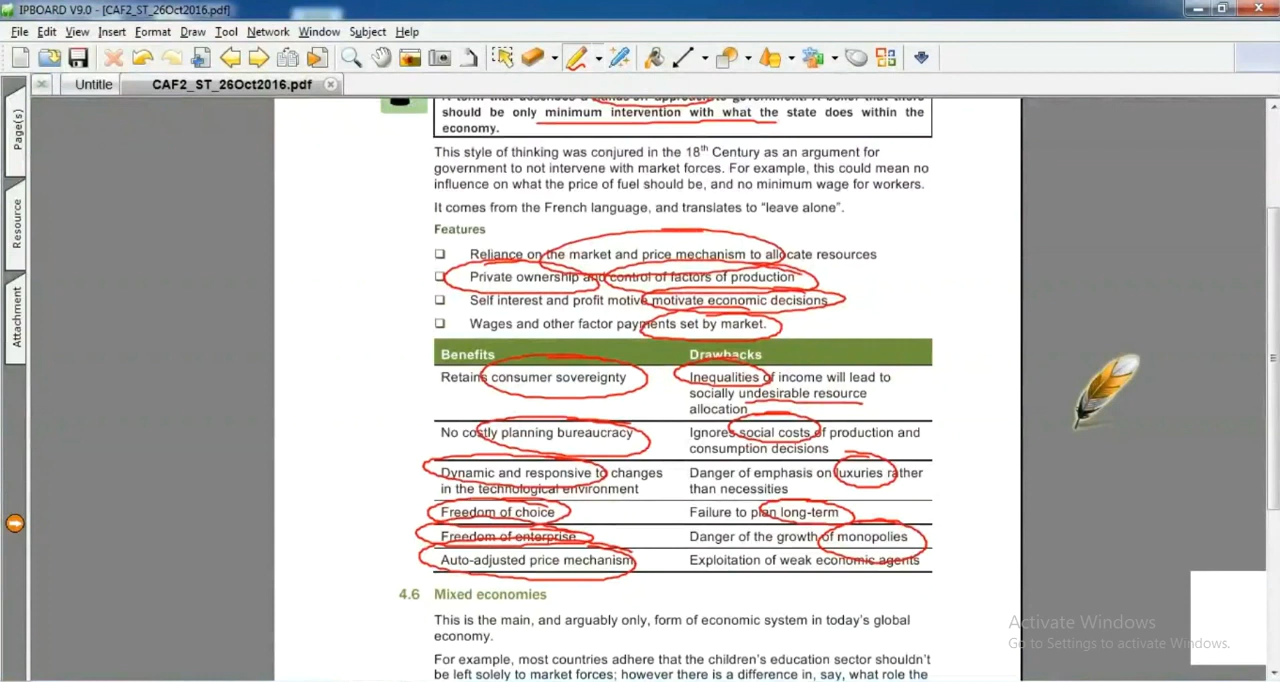 IPBOARD V9.0 - [CAF2_ST_26Oct2016.pdf]
File Edit View Insert Format Draw Tool Network Window Subject Help
Untitle CAF2_ST_26Oct2016.pdf
Page(s)
Resource
Attachment
A term that describes a hands-off approach to government. A belief that there
should be only minimum intervention with what the state does within the
economy.
This style of thinking was conjured in the 18th Century as an argument for
government to not intervene with market forces. For example, this could mean no
influence on what the price of fuel should be, and no minimum wage for workers.
It comes from the French language, and translates to “leave alone”.
Features
Reliance on the market and price mechanism to allocate resources
Private ownership and control of factors of production
Self interest and profit motive motivate economic decisions
Wages and other factor payments set by market.
Benefits Drawbacks
Retains consumer sovereignty Inequalities of income will lead to
socially undesirable resource
allocation
No costly planning bureaucracy Ignores social costs of production and
consumption decisions
Dynamic and responsive to changes Danger of emphasis on luxuries rather
in the technological environment than necessities
Freedom of choice Failure to plan long-term
Freedom of enterprise Danger of the growth of monopolies
Auto-adjusted price mechanism Exploitation of weak economic agents
4.6 Mixed economies
This is the main, and arguably only, form of economic system in today’s global
economy.
For example, most countries adhere that the children’s education sector shouldn’t
be left solely to market forces; however there is a difference in, say, what role the
Activate Windows
Go to Settings to activate Windows.